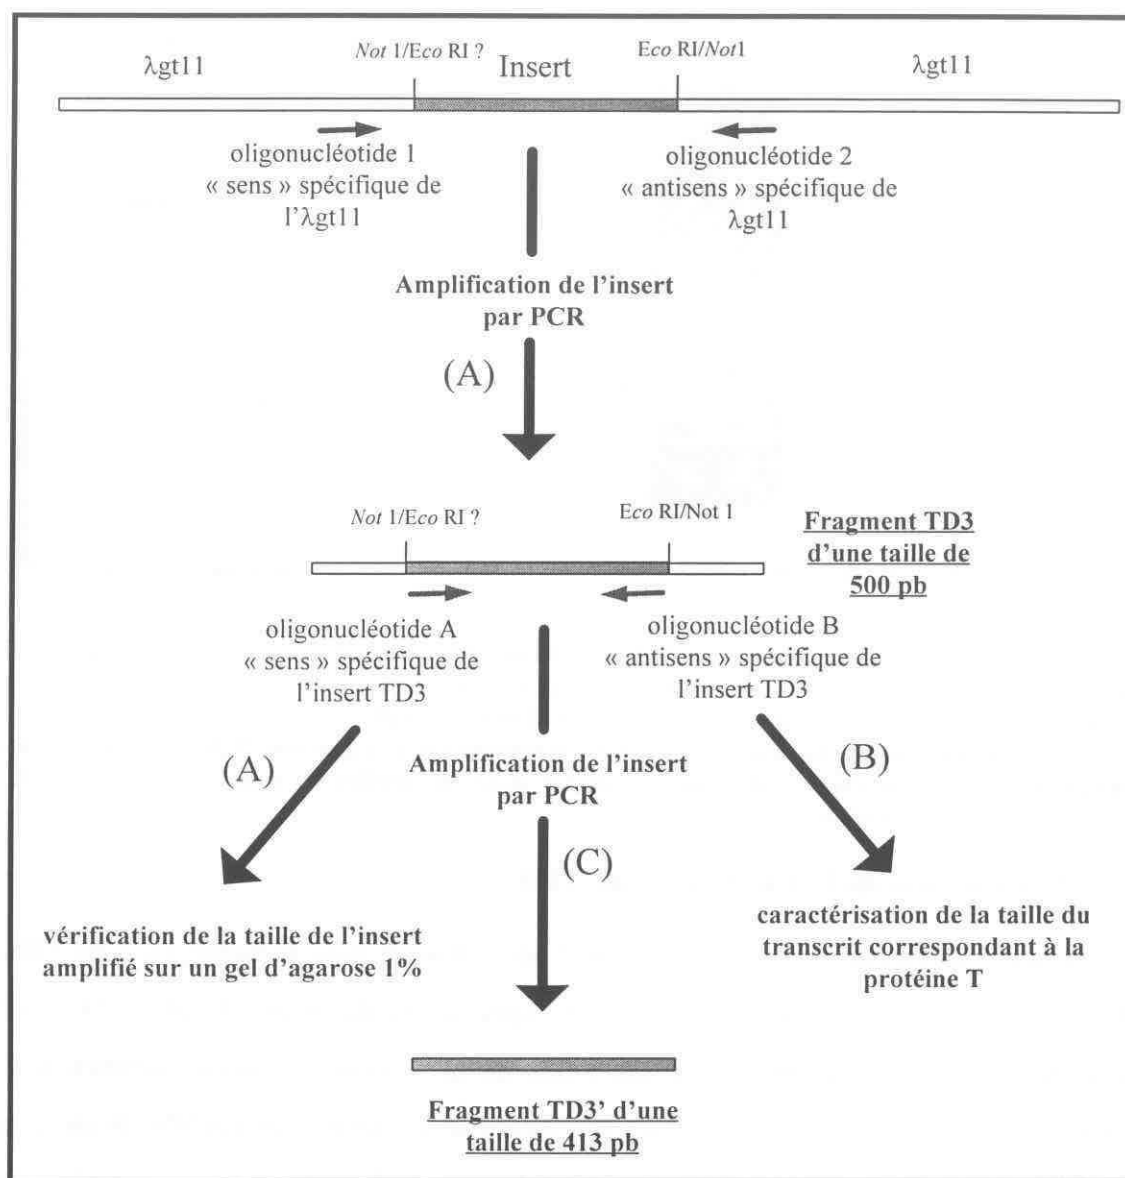 λgt11
Not 1/Eco RI ?
Insert
Eco RI/Not1
λgt11
oligonucléotide 1
« sens » spécifique de
l'λgt11
oligonucléotide 2
« antisens » spécifique de
λgt11
Amplification de l'insert
par PCR
(A)
Not 1/Eco RI ?
Eco RI/Not 1
Fragment TD3
d'une taille de
500 pb
oligonucléotide A
« sens » spécifique de
l'insert TD3
oligonucléotide B
« antisens » spécifique de
l'insert TD3
(A)
Amplification de l'insert
par PCR
(B)
(C)
vérification de la taille de l'insert
amplifié sur un gel d'agarose 1%
caractérisation de la taille du
transcrit correspondant à la
protéine T
Fragment TD3' d'une
taille de 413 pb